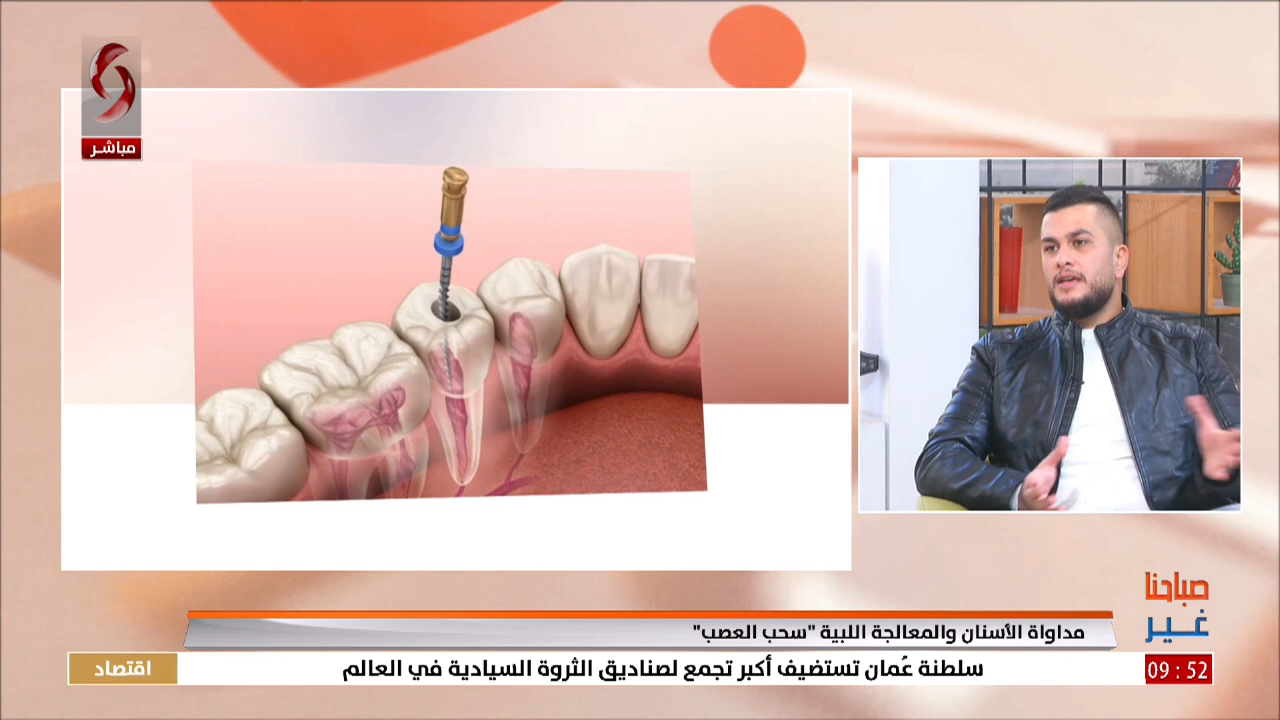 مباشر
صباحنا
غير
مداواة الأسنان والمعالجة اللبية "سحب العصب"
اقتصاد
سلطنة عُمان تستضيف أكبر تجمع لصناديق الثروة السيادية في العالم
09 : 52